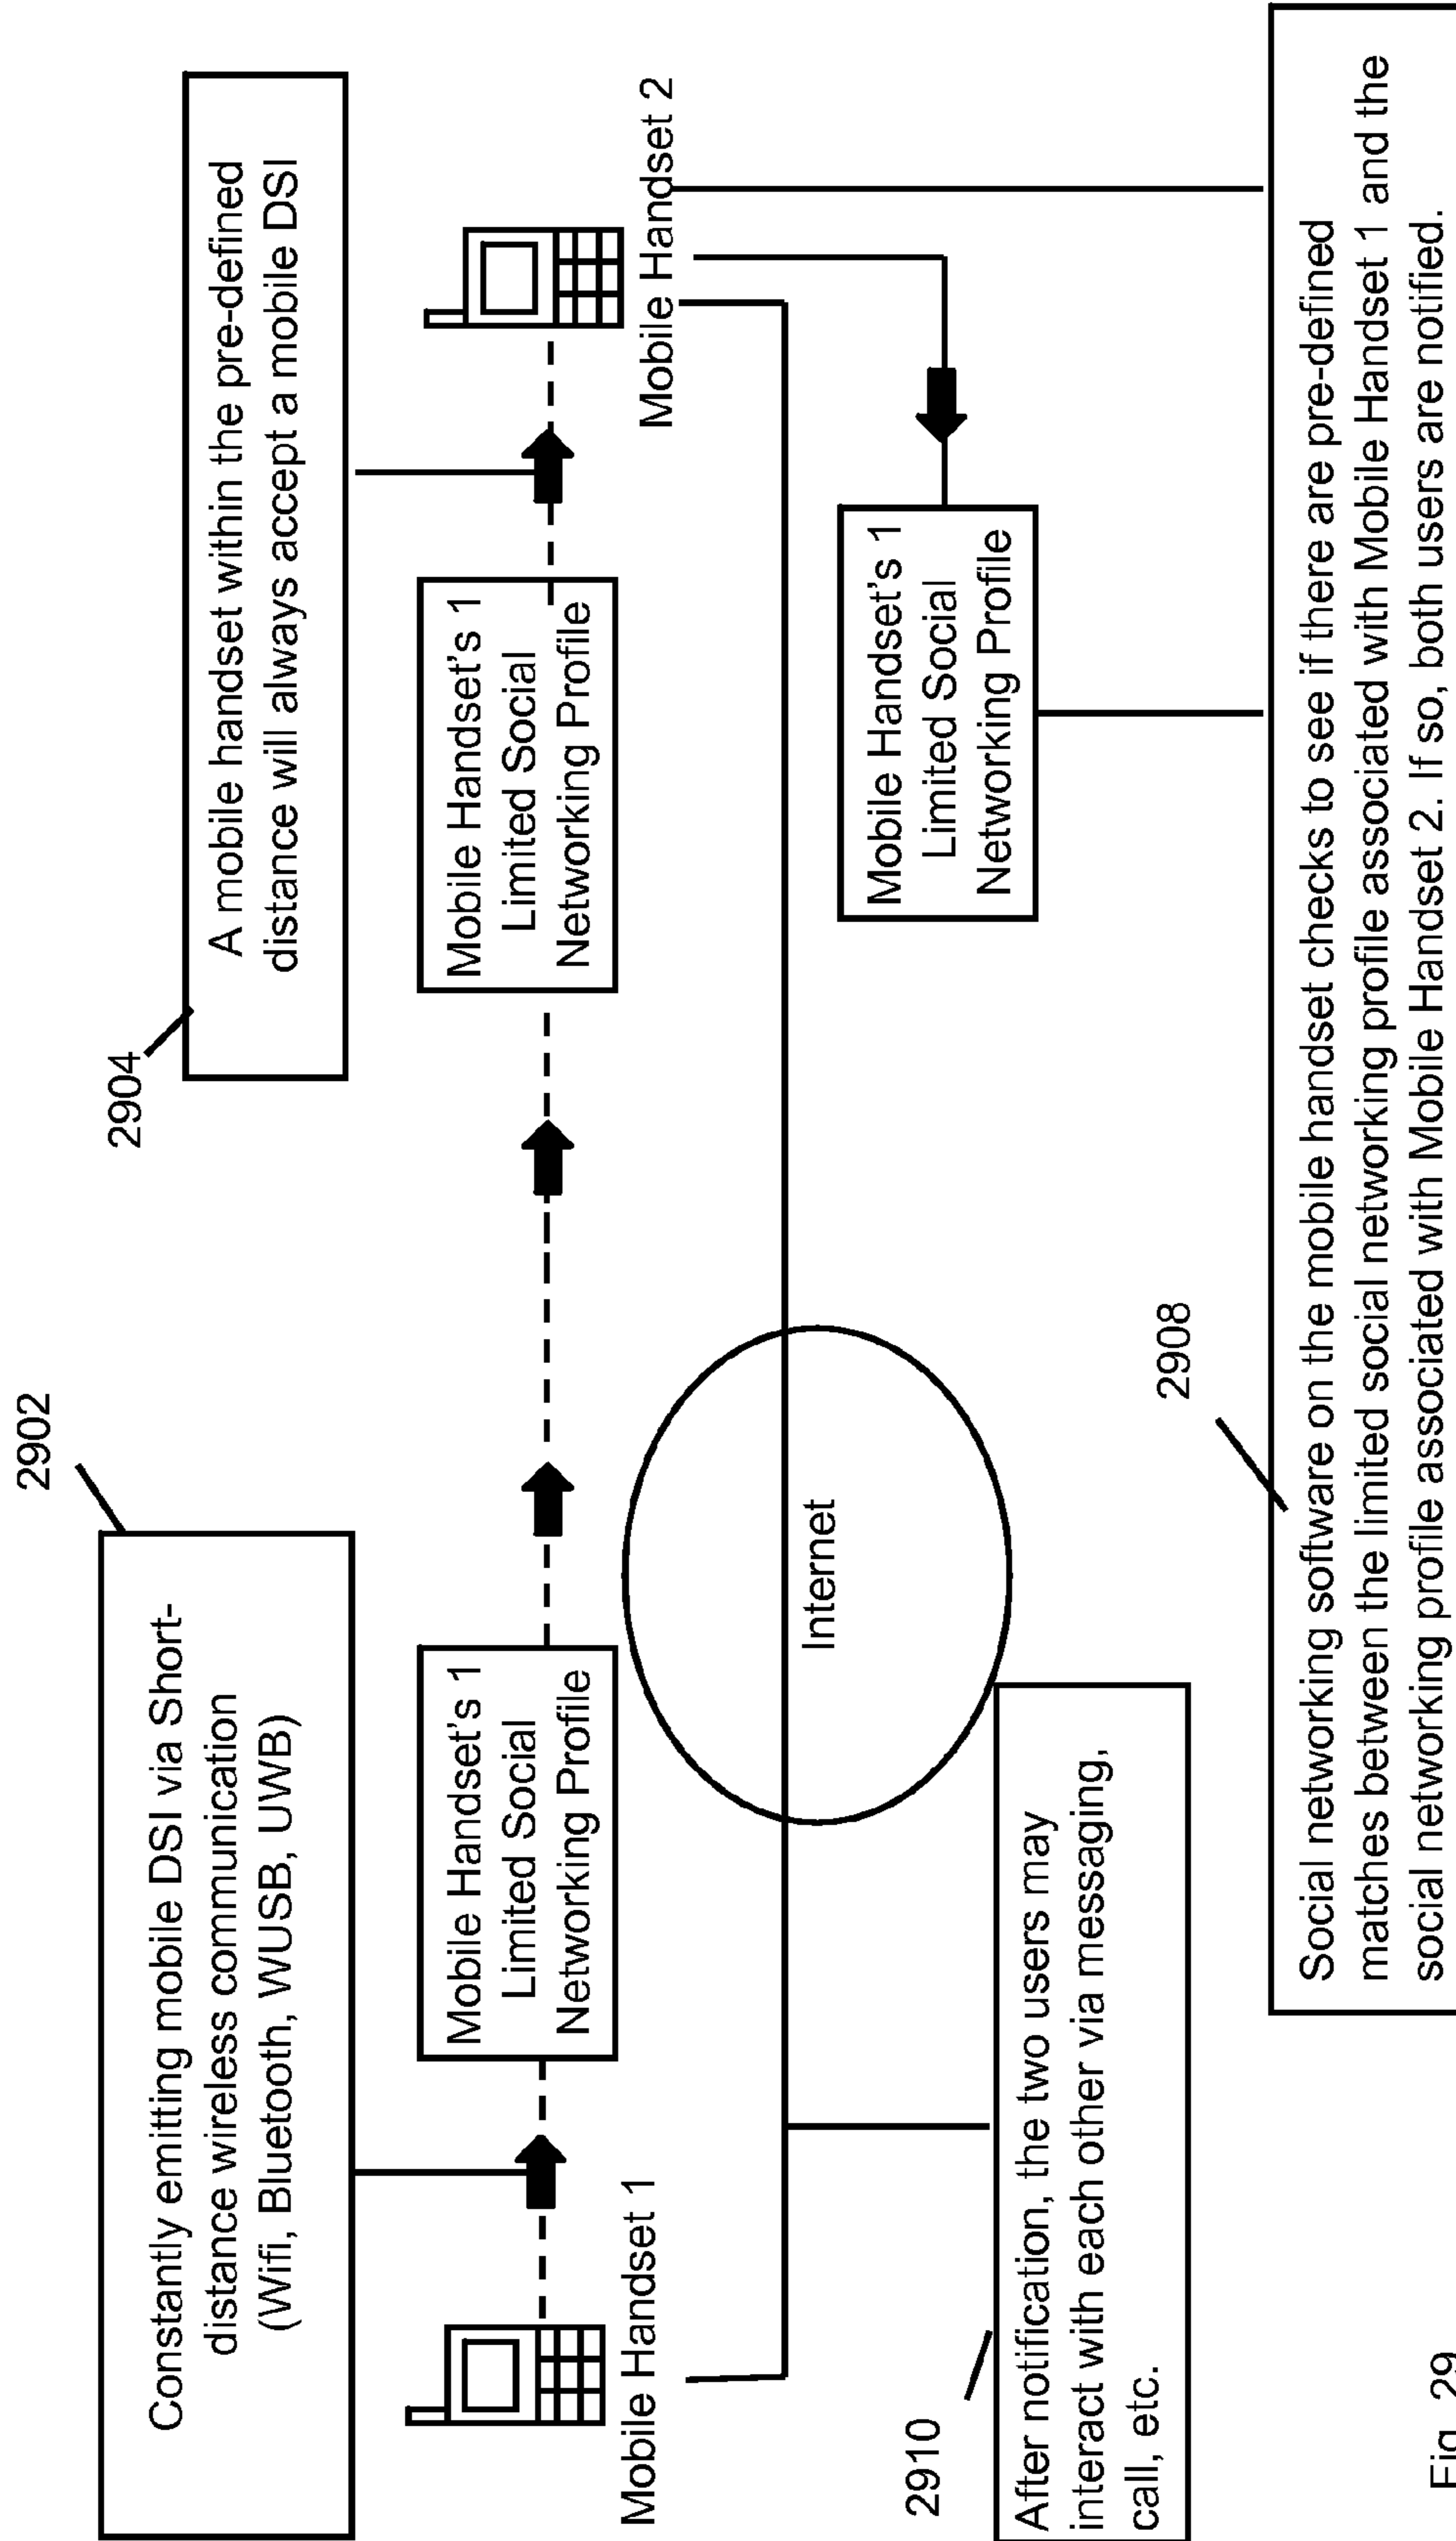 2902
Constantly emitting mobile DSI via Short-
distance wireless communication
(Wifi, Bluetooth, WUSB, UWB)
2904
A mobile handset within the pre-defined
distance will always accept a mobile DSI
Mobile Handset 1
Mobile Handset's 1
Limited Social
Networking Profile
Mobile Handset's 1
Limited Social
Networking Profile
Mobile Handset 2
Internet
Mobile Handset's 1
Limited Social
Networking Profile
2910
After notification, the two users may
interact with each other via messaging,
call, etc.
2908
Social networking software on the mobile handset checks to see if there are pre-defined
matches between the limited social networking profile associated with Mobile Handset 1 and the
social networking profile associated with Mobile Handset 2. If so, both users are notified.
Fig. 29